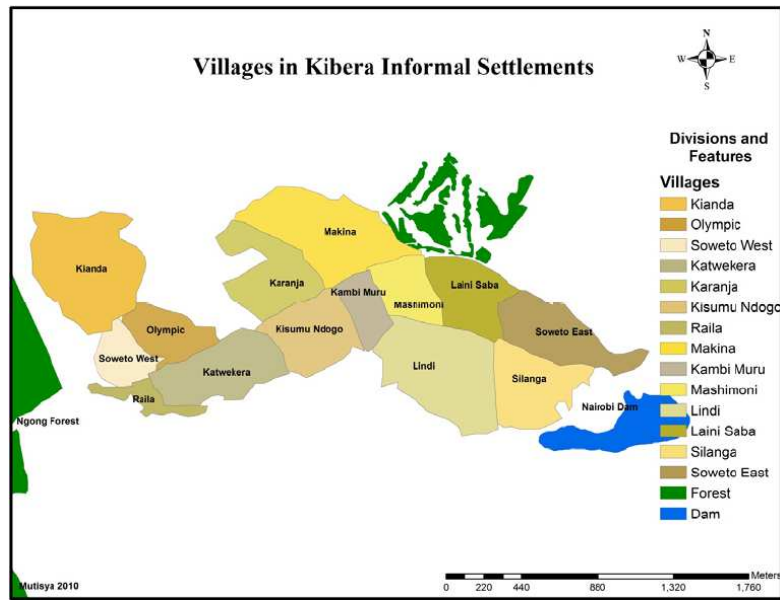 Villages in Kibera Informal Settlements
N
W E
S
Divisions and
Features
Villages
Kianda
Olympic
Soweto West
Katwekera
Karanja
Kisumu Ndogo
Raila
Makina
Kambi Muru
Mashimoni
Lindi
Laini Saba
Silanga
Soweto East
Forest
Dam
Makina
Kianda
Karanja
Kambi Muru
Laini Saba
Mashimoni
Olympic
Kisumu Ndogo
Soweto East
Soweto West
Katwekera
Lindi
Silanga
Raila
Nairobi Dam
Ngong Forest
Mutisya 2010
Meters
0 220 440 880 1,320 1,760